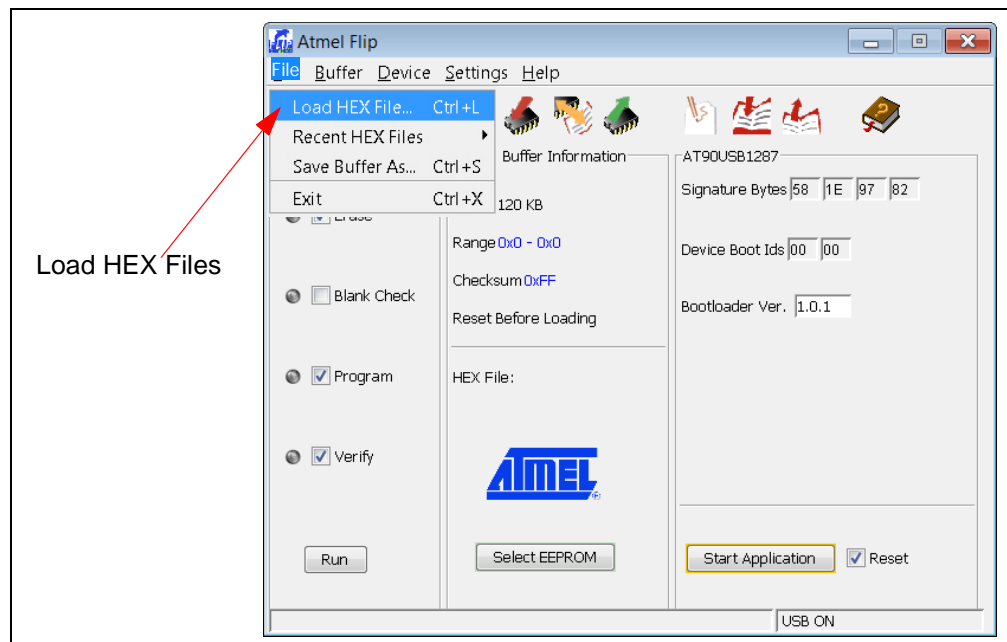 Atmel Flip
File Buffer Device Settings Help
Load HEX File... Ctrl+L
Recent HEX Files
Save Buffer As... Ctrl+S
Exit Ctrl+X
Load HEX Files
Erase
Blank Check
Program
Verify
Run
Buffer Information
120 KB
Range 0x0 - 0x0
Checksum 0xFF
Reset Before Loading
HEX File:
ATMEL
®
Select EEPROM
AT90USB1287
Signature Bytes 58 1E 97 82
Device Boot Ids 00 00
Bootloader Ver. 1.0.1
Start Application Reset
USB ON